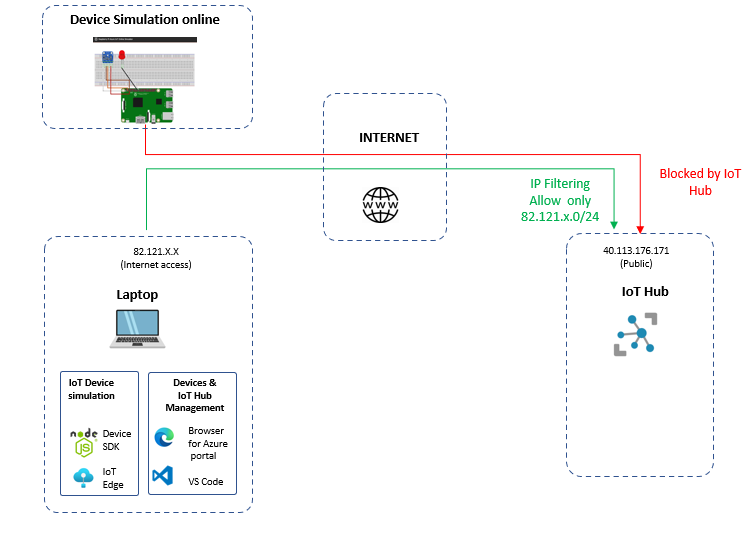 Device Simulation online
INTERNET
WWW
Blocked by IoT
Hub
IP Filtering
Allow only
82.121.x.0/24
82.121.X.X
(Internet access)
Laptop
40.113.176.171
(Public)
IoT Hub
IoT Device
simulation
node
JS
Device
SDK
IoT
Edge
Devices &
IoT Hub
Management
Browser
for Azure
portal
VS Code